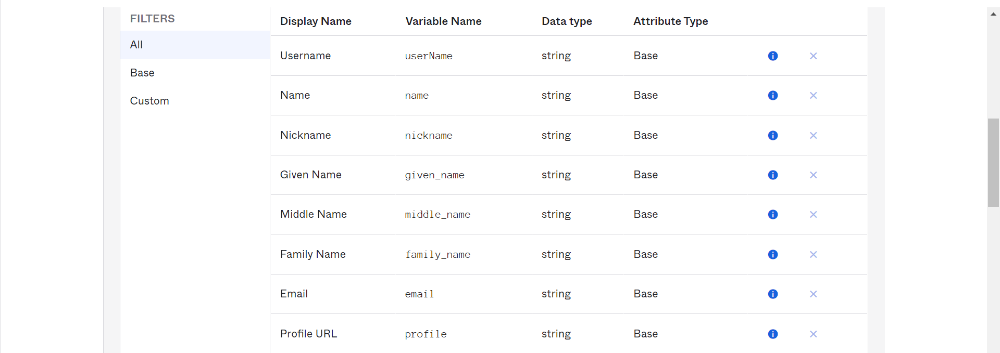 FILTERS
All
Base
Custom
Display Name Variable Name Data type Attribute Type
Username userName string Base
Name name string Base
Nickname nickname string Base
Given Name given_name string Base
Middle Name middle_name string Base
Family Name family_name string Base
Email email string Base
Profile URL profile string Base